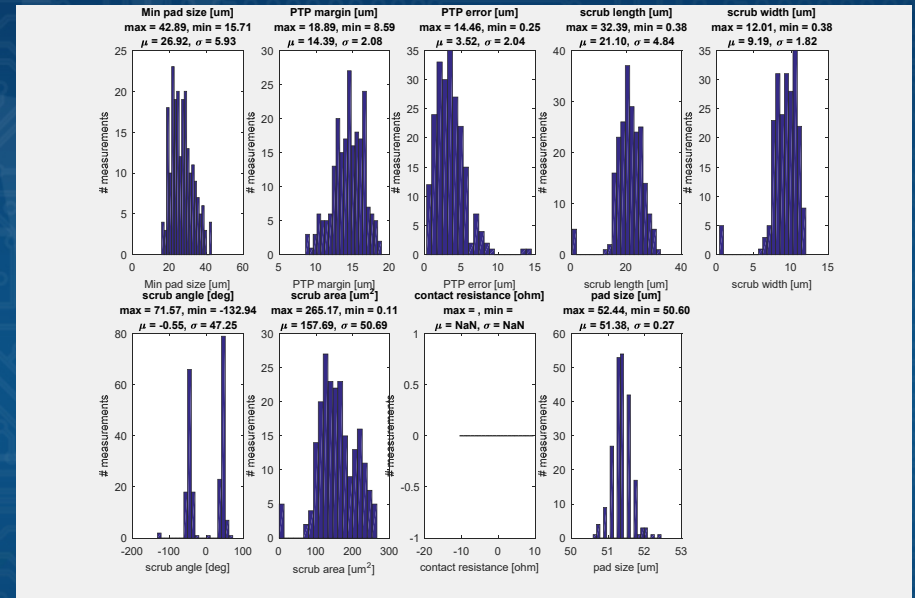 Min pad size [um]
max = 42.89, min = 15.71
μ = 26.92, σ = 5.93
25
20
15
10
5
0
# measurements
0 20 40 60
Min pad size [um]
PTP margin [um]
max = 18.89, min = 8.59
μ = 14.39, σ = 2.08
30
25
20
15
10
5
0
# measurements
5 10 15 20
PTP margin [um]
PTP error [um]
max = 14.46, min = 0.25
μ = 3.52, σ = 2.04
35
30
25
20
15
10
5
0
# measurements
0 5 10 15
PTP error [um]
scrub length [um]
max = 32.39, min = 0.38
μ = 21.10, σ = 4.84
40
30
20
10
0
# measurements
0 20 40
scrub length [um]
scrub width [um]
max = 12.01, min = 0.38
μ = 9.19, σ = 1.82
35
30
25
20
15
10
5
0
# measurements
0 5 10 15
scrub width [um]
scrub angle [deg]
max = 71.57, min = -132.94
μ = -0.55, σ = 47.25
80
60
40
20
0
# measurements
-200 -100 0 100
scrub angle [deg]
scrub area [um²]
max = 265.17, min = 0.11
μ = 157.69, σ = 50.69
30
25
20
15
10
5
0
# measurements
0 100 200 300
scrub area [um²]
contact resistance [ohm]
max = , min =
μ = NaN, σ = NaN
1
0.5
0
-0.5
-1
# measurements
-20 -10 0 10
contact resistance [ohm]
pad size [um]
max = 52.44, min = 50.60
μ = 51.38, σ = 0.27
60
50
40
30
20
10
0
# measurements
50 51 52 53
pad size [um]